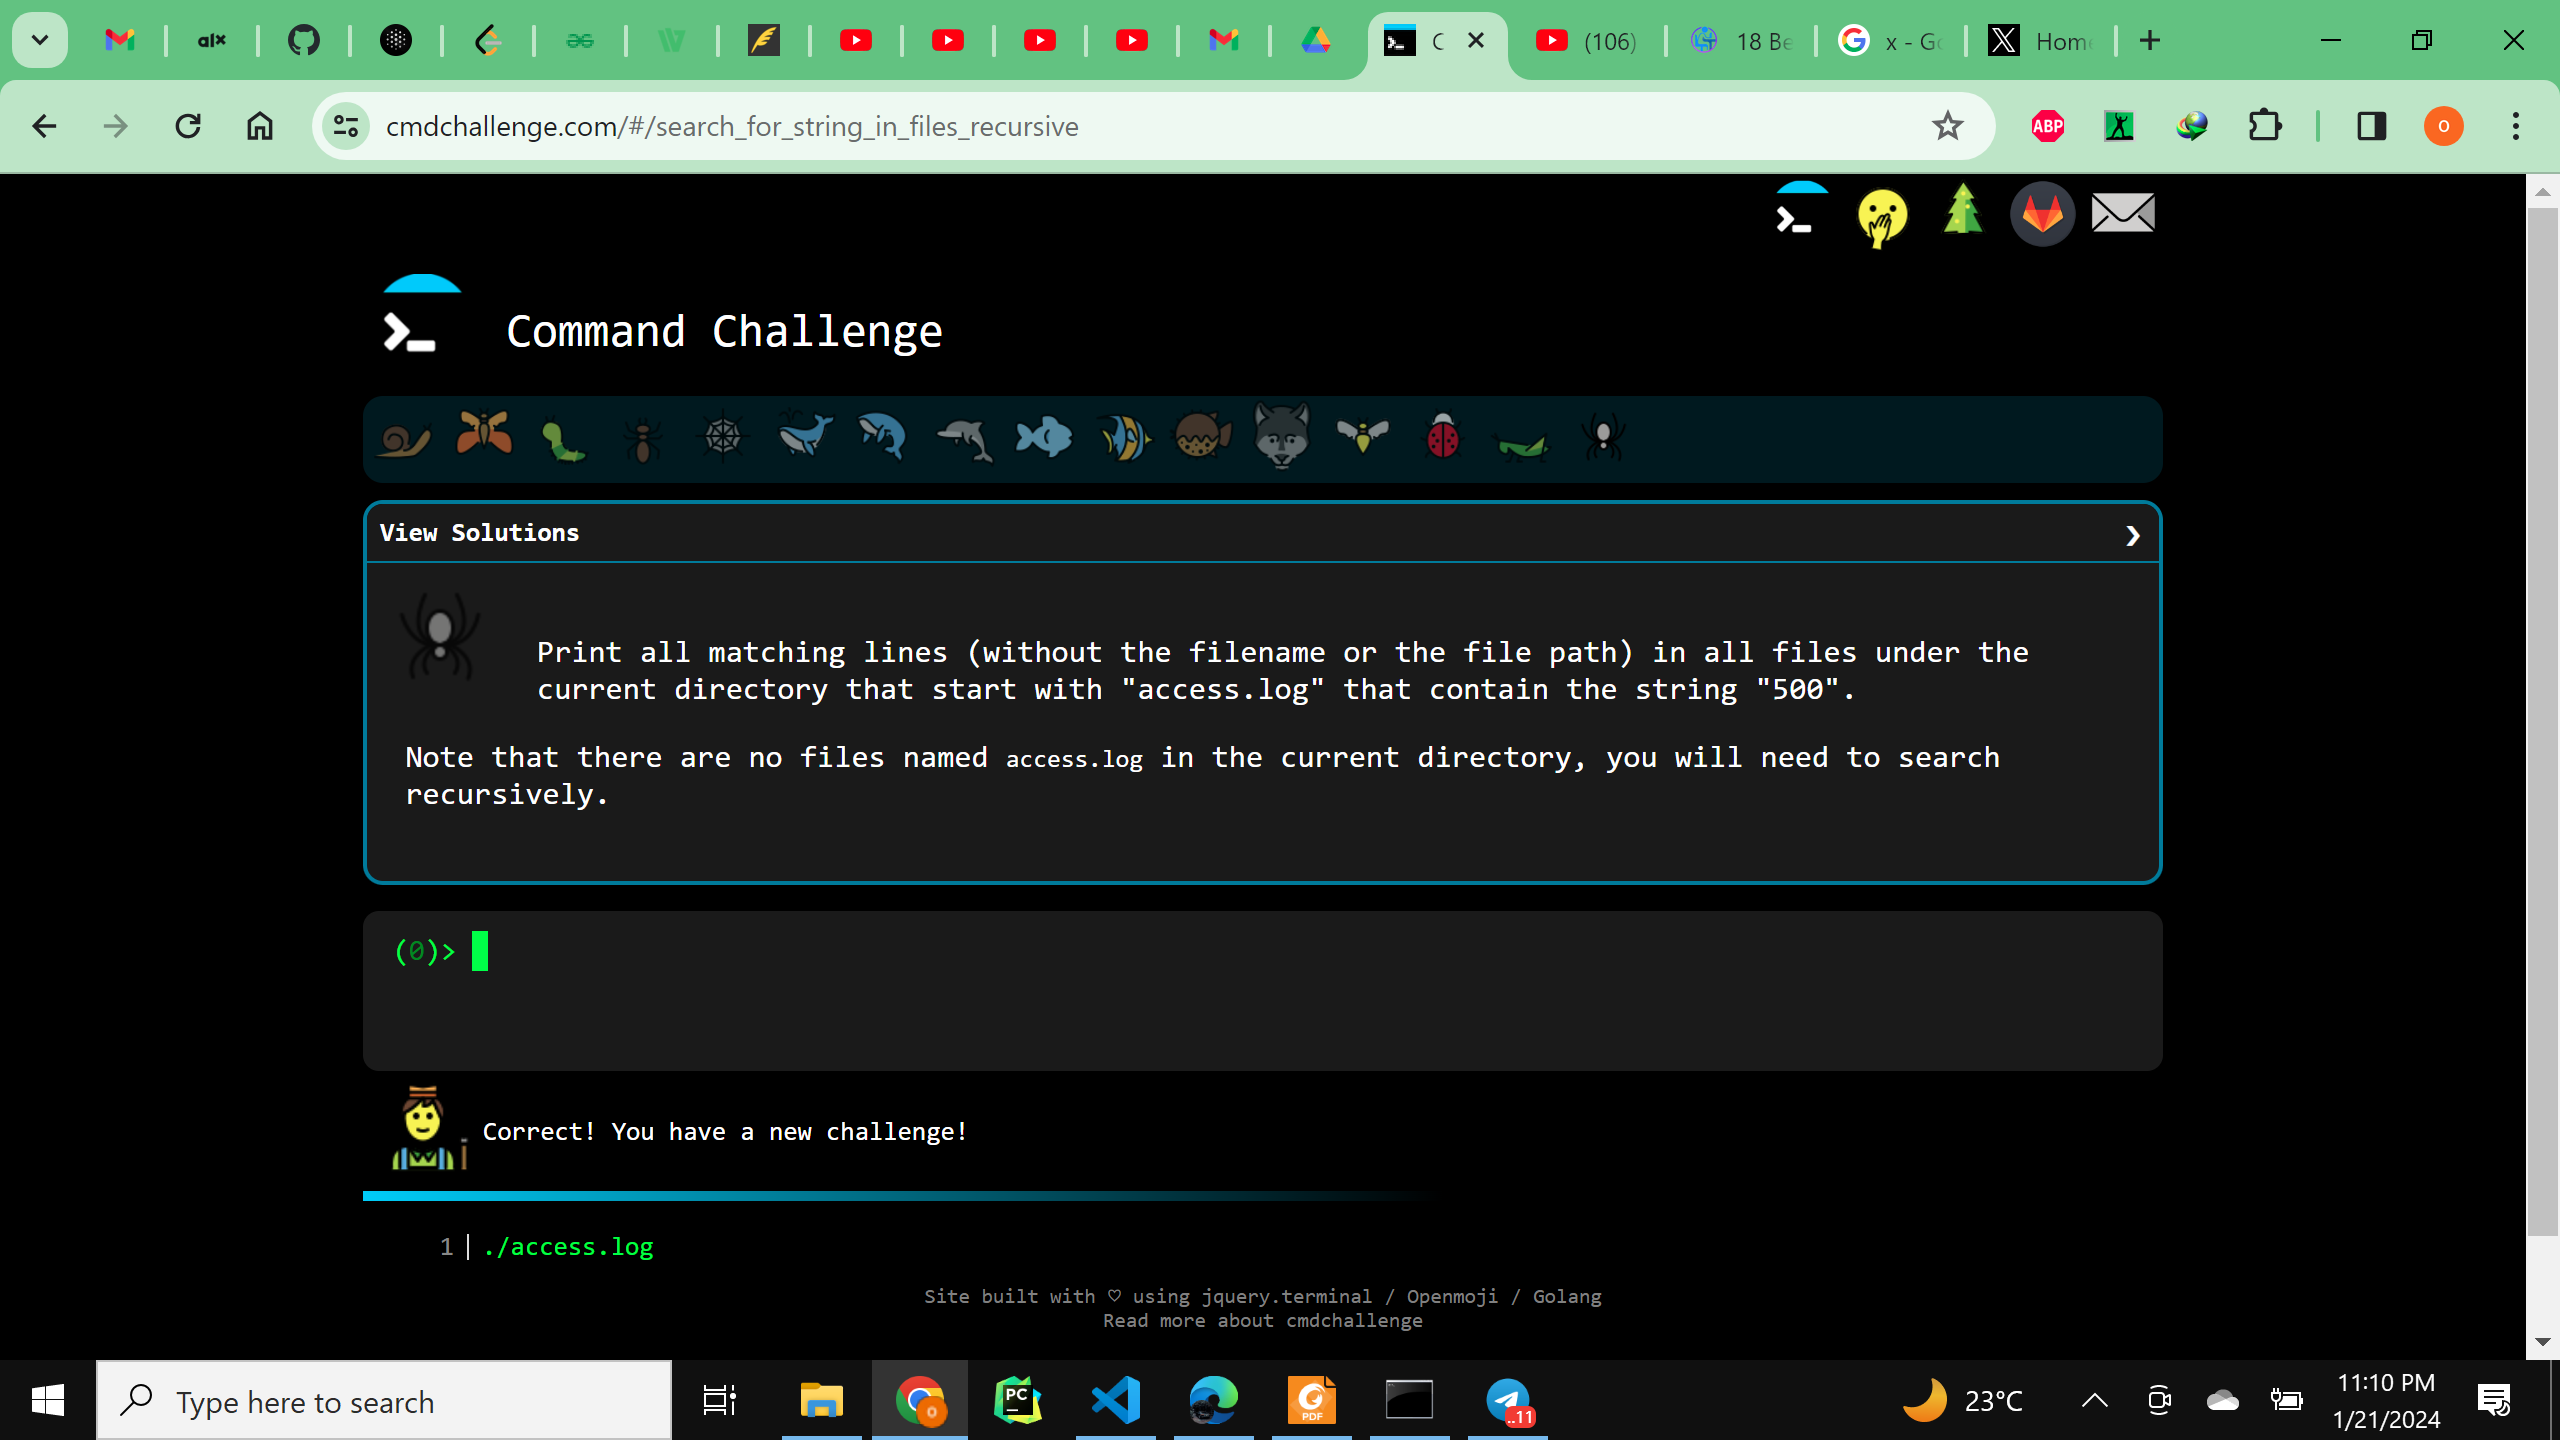 alx
C
(106)
18 Be
x - Go
Home
cmdchallenge.com/#/search_for_string_in_files_recursive
ABP
O
Command Challenge
View Solutions
Print all matching lines (without the filename or the file path) in all files under the
current directory that start with "access.log" that contain the string "500".
Note that there are no files named access.log in the current directory, you will need to search
recursively.
(0)>
Correct! You have a new challenge!
1 ./access.log
Site built with ♡ using jquery.terminal / Openmoji / Golang
Read more about cmdchallenge
Type here to search
PC
PDF
..11
23°C
11:10 PM
1/21/2024